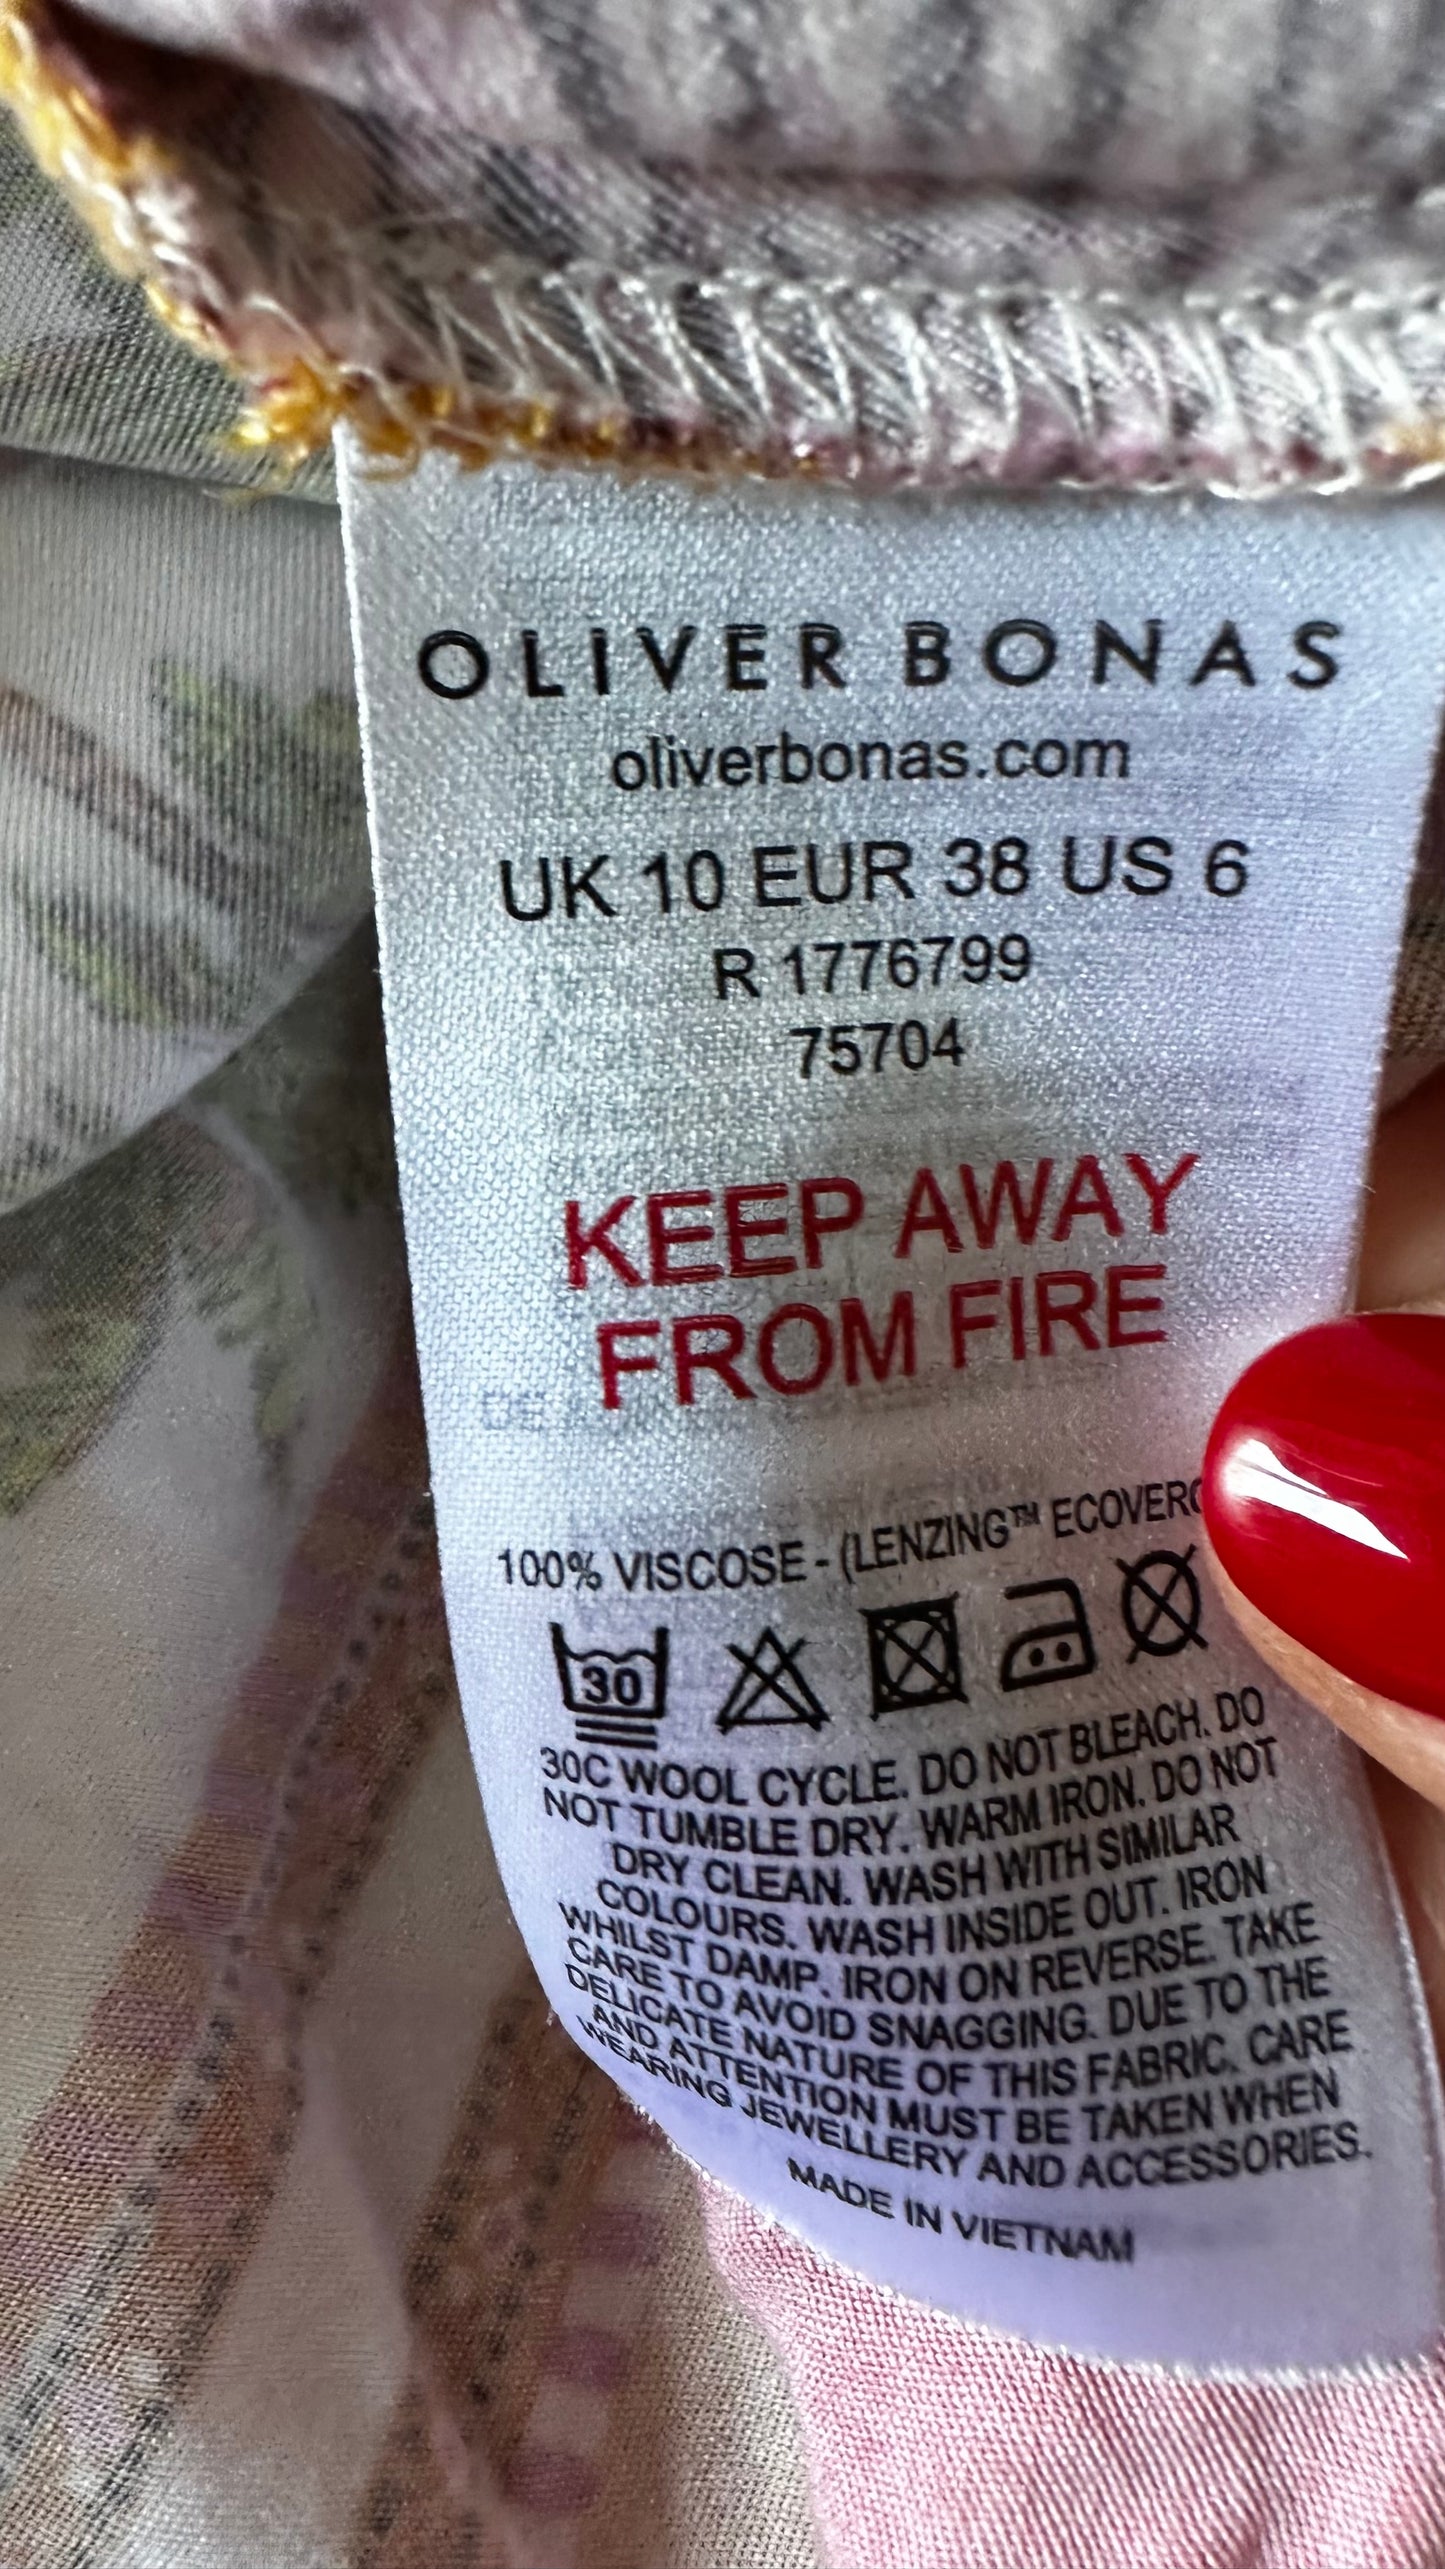 OLIVER BONAS
oliverbonas.com
UK 10 EUR 38 US 6
R 1776799
75704
KEEP AWAY
FROM FIRE
100% VISCOSE - (LENZING™ ECOVERO
30
30C WOOL CYCLE. DO NOT BLEACH. DO
NOT TUMBLE DRY. WARM IRON. DO NOT
DRY CLEAN. WASH WITH SIMILAR
COLOURS. WASH INSIDE OUT. IRON
WHILST DAMP. IRON ON REVERSE. TAKE
CARE TO AVOID SNAGGING. DUE TO THE
DELICATE NATURE OF THIS FABRIC. CARE
AND ATTENTION MUST BE TAKEN WHEN
WEARING JEWELLERY AND ACCESSORIES.
MADE IN VIETNAM